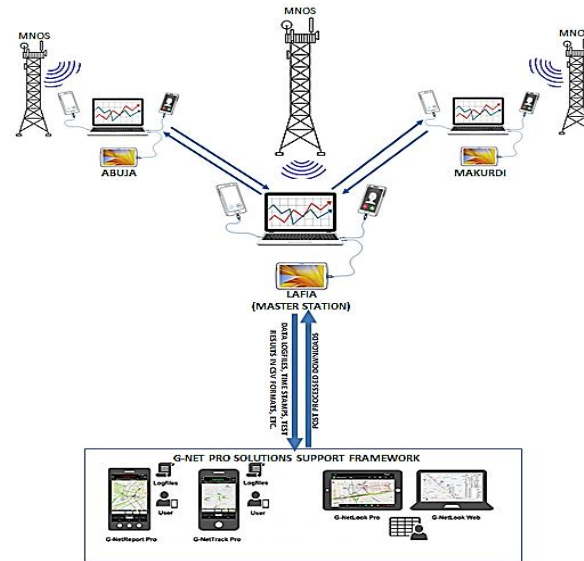 MNOS
MNOS
MNOS
ABUJA
MAKURDI
LAFIA
(MASTER STATION)
DATA LOGFILES, TIME STAMPS, TEST
RESULTS IN CSV FORMATS, ETC.
POST PROCESSED DOWNLOADS
G-NET PRO SOLUTIONS SUPPORT FRAMEWORK
Logfiles
User
G-NetReport Pro
Logfiles
User
G-NetTrack Pro
G-NetLook Pro
G-NetLook Web